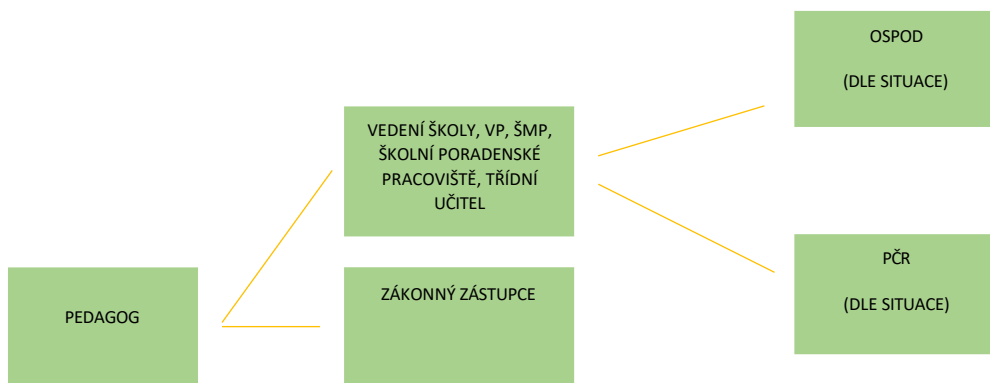 OSPOD
(DLE SITUACE)
VEDENÍ ŠKOLY, VP, ŠMP,
ŠKOLNÍ PORADENSKÉ
PRACOVIŠTĚ, TŘÍDNÍ
UČITEL
PČR
(DLE SITUACE)
PEDAGOG
ZÁKONNÝ ZÁSTUPCE